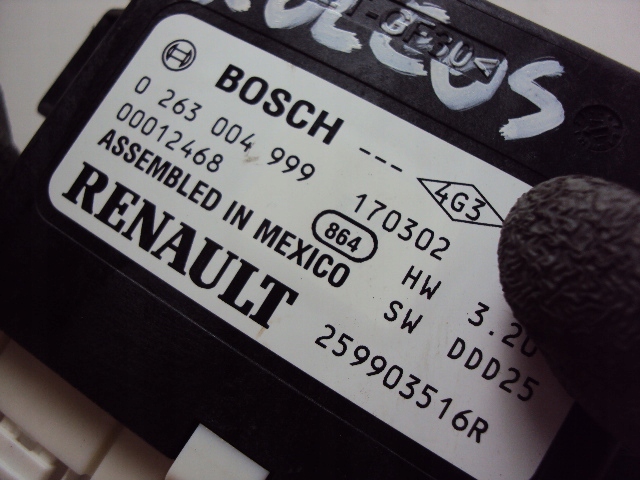 BOSCH ---
0 263 004 999
00012468
170302
4G3
ASSEMBLED IN MEXICO
864
HW 3.20
SW DDD25
RENAULT
259903516R